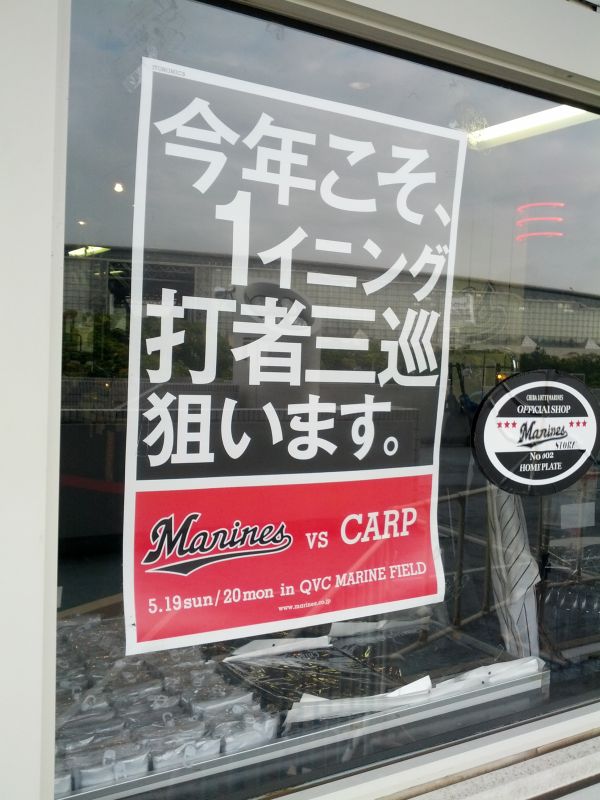 今年こそ、
1イニング
打者三巡
狙います。
Marines vs CARP
5.19sun/20mon in QVC MARINE FIELD
www.marines.co.jp
CHIBA LOTTE MARINES
OFFICIAL SHOP
Marines
STORE
No.002
HOME PLATE